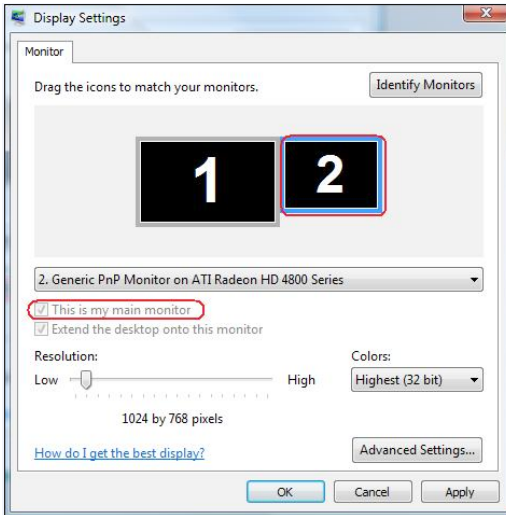 Display Settings
Monitor
Drag the icons to match your monitors.
Identify Monitors
1
2
2. Generic PnP Monitor on ATI Radeon HD 4800 Series
This is my main monitor
Extend the desktop onto this monitor
Resolution:
Colors:
Low
High
Highest (32 bit)
1024 by 768 pixels
How do I get the best display?
Advanced Settings...
OK
Cancel
Apply